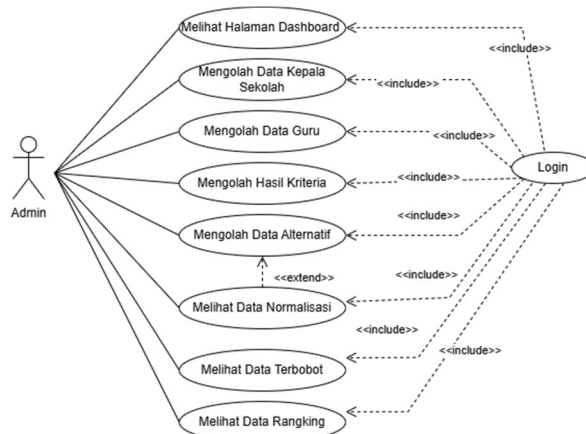 Melihat Halaman Dashboard
<<include>>
Mengolah Data Kepala
Sekolah
<<include>>
Mengolah Data Guru
<<include>>
Login
Admin
Mengolah Hasil Kriteria
<<include>>
Mengolah Data Alternatif
<<include>>
<<extend>>
<<include>>
Melihat Data Normalisasi
<<include>>
<<include>>
Melihat Data Terbobot
Melihat Data Rangking